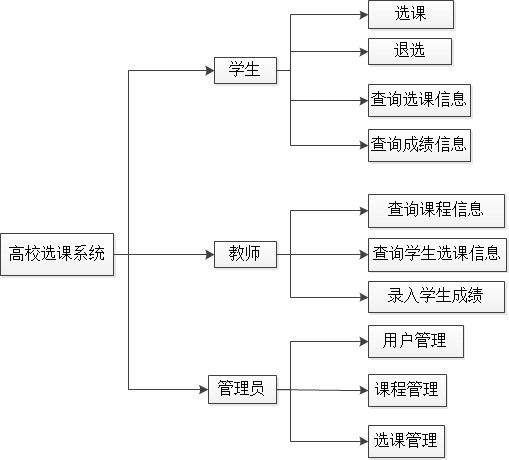 高校选课系统
学生
选课
退选
查询选课信息
查询成绩信息
教师
查询课程信息
查询学生选课信息
录入学生成绩
管理员
用户管理
课程管理
选课管理